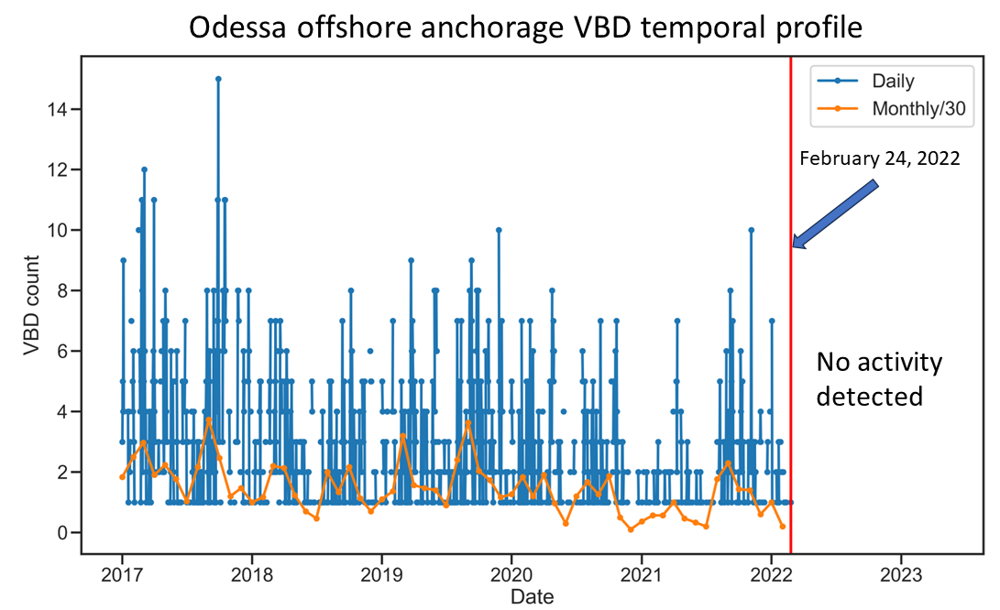 Odessa offshore anchorage VBD temporal profile
Daily
Monthly/30
February 24, 2022
No activity
detected
VBD count
14
12
10
8
6
4
2
0
2017 2018 2019 2020 2021 2022 2023
Date